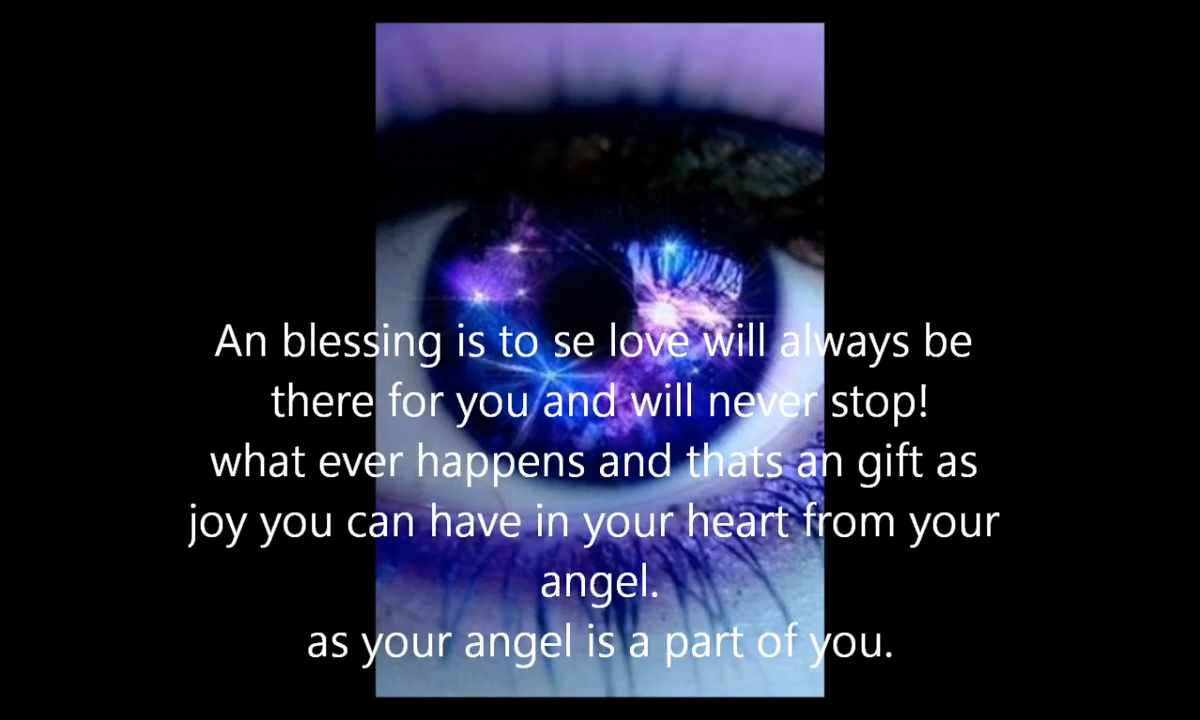 An blessing is to se love will always be
there for you and will never stop!
what ever happens and thats an gift as
joy you can have in your heart from your
angel.
as your angel is a part of you.